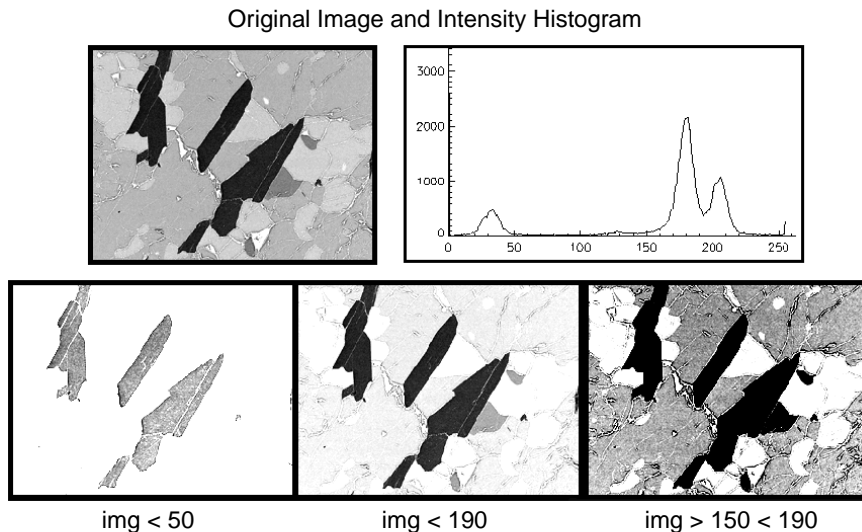 Original Image and Intensity Histogram
3000
2000
1000
0
0 50 100 150 200 250
img < 50 img < 190 img > 150 < 190